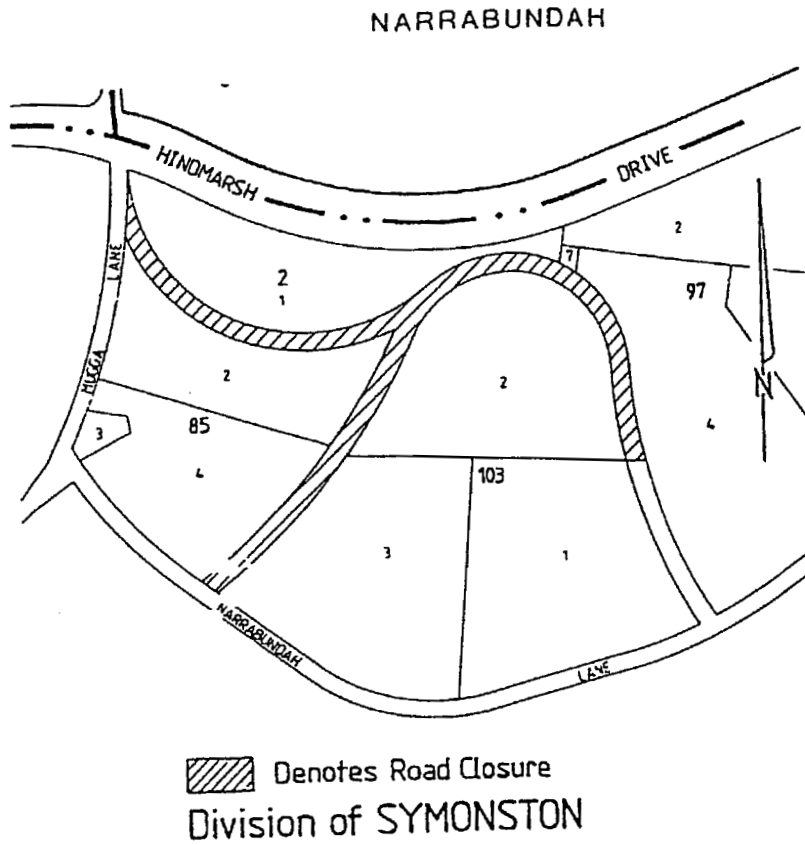 NARRABUNDAH
HINDMARSH
DRIVE
LANE
MUGGA
2
1
7
2
97
2
2
4
N
3
85
4
103
3
1
NARRABUNDAH
LANE
Denotes Road Closure
Division of SYMONSTON